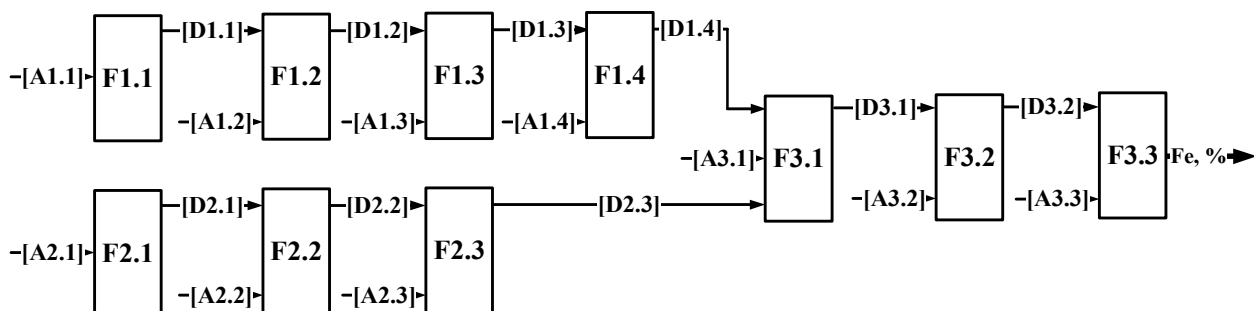 [D1.1] [D1.2] [D1.3] [D1.4]
[A1.1] F1.1 F1.2 F1.3 F1.4
[A1.2] [A1.3] [A1.4]
[D3.1] [D3.2]
[A3.1] F3.1 F3.2 F3.3 Fe, %
[A3.2] [A3.3]
[D2.1] [D2.2] [D2.3]
[A2.1] F2.1 F2.2 F2.3
[A2.2] [A2.3]